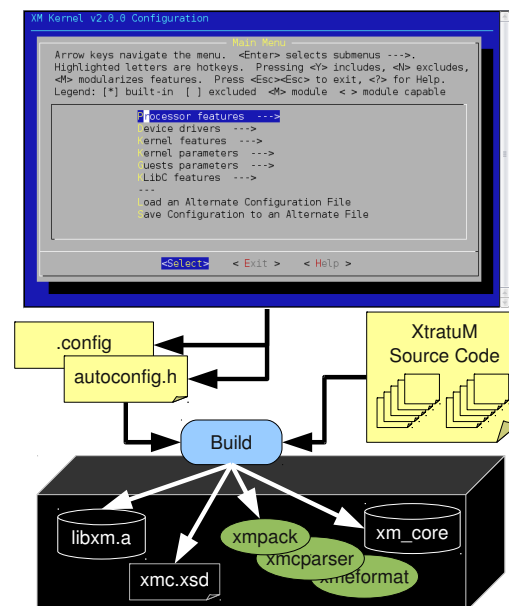 XM Kernel v2.0.0 Configuration
Main Menu
Arrow keys navigate the menu. <Enter> selects submenus --->.
Highlighted letters are hotkeys. Pressing <Y> includes, <N> excludes,
<M> modularizes features. Press <Esc><Esc> to exit, <?> for Help.
Legend: [*] built-in [ ] excluded <M> module < > module capable
Processor features --->
Device drivers --->
Kernel features --->
Kernel parameters --->
Guests parameters --->
KLibC features --->
---
Load an Alternate Configuration File
Save Configuration to an Alternate File
<Select> < Exit > < Help >
.config
autoconfig.h
XtratuM
Source Code
Build
libxm.a
xmc.xsd
xmpack
xmcparser
xmeformat
xm_core